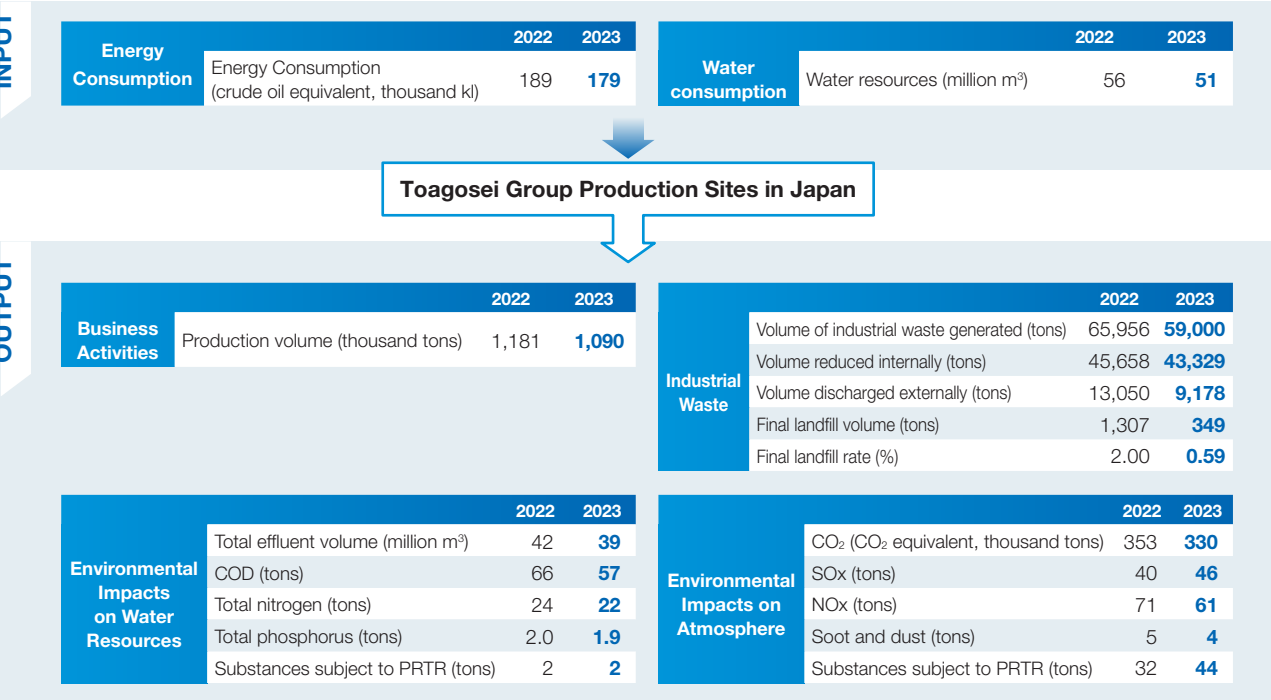 INPUT
2022 2023
Energy
Consumption
Energy Consumption
(crude oil equivalent, thousand kl)
189 179
2022 2023
Water
consumption
Water resources (million m³) 56 51
Toagosei Group Production Sites in Japan
OUTPUT
2022 2023
Business
Activities
Production volume (thousand tons) 1,181 1,090
2022 2023
Industrial
Waste
Volume of industrial waste generated (tons) 65,956 59,000
Volume reduced internally (tons) 45,658 43,329
Volume discharged externally (tons) 13,050 9,178
Final landfill volume (tons) 1,307 349
Final landfill rate (%) 2.00 0.59
2022 2023
Environmental
Impacts
on Water
Resources
Total effluent volume (million m³) 42 39
COD (tons) 66 57
Total nitrogen (tons) 24 22
Total phosphorus (tons) 2.0 1.9
Substances subject to PRTR (tons) 2 2
2022 2023
Environmental
Impacts on
Atmosphere
CO₂ (CO₂ equivalent, thousand tons) 353 330
SOx (tons) 40 46
NOx (tons) 71 61
Soot and dust (tons) 5 4
Substances subject to PRTR (tons) 32 44